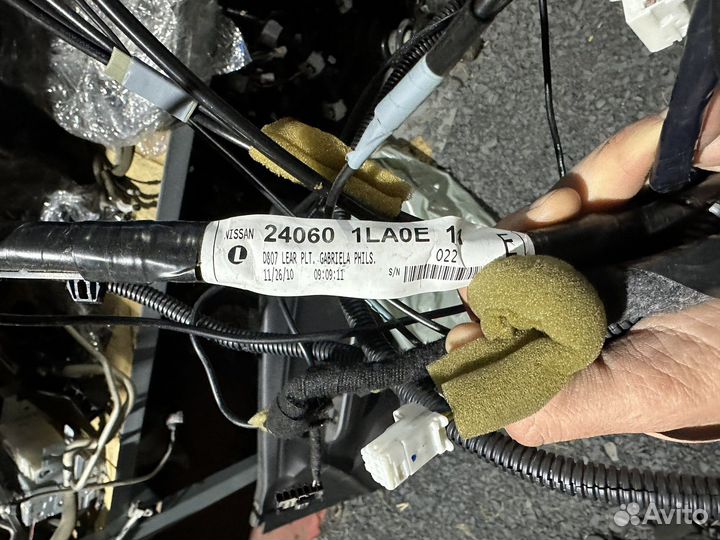 NISSAN 24060 1LA0E
D807 LEAR PLT. GABRIELA PHILS.
022
11/26/10 09:09:11 S/N
Avito